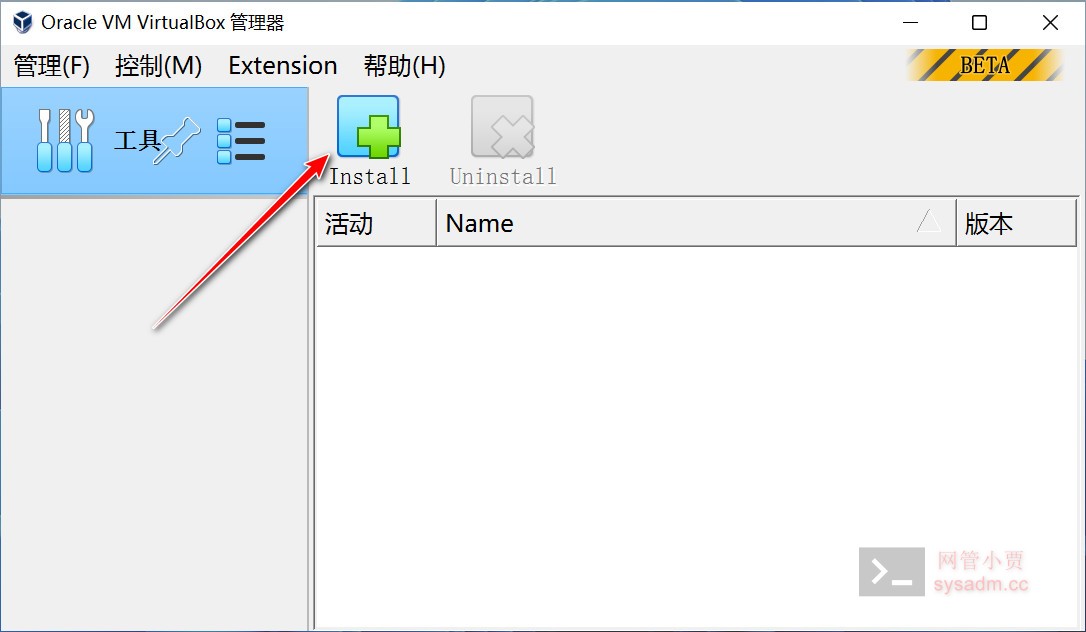 Oracle VM VirtualBox 管理器
管理(F) 控制(M) Extension 帮助(H)
BETA
工具
Install Uninstall
活动 Name 版本
网管小贾
sysadm.cc